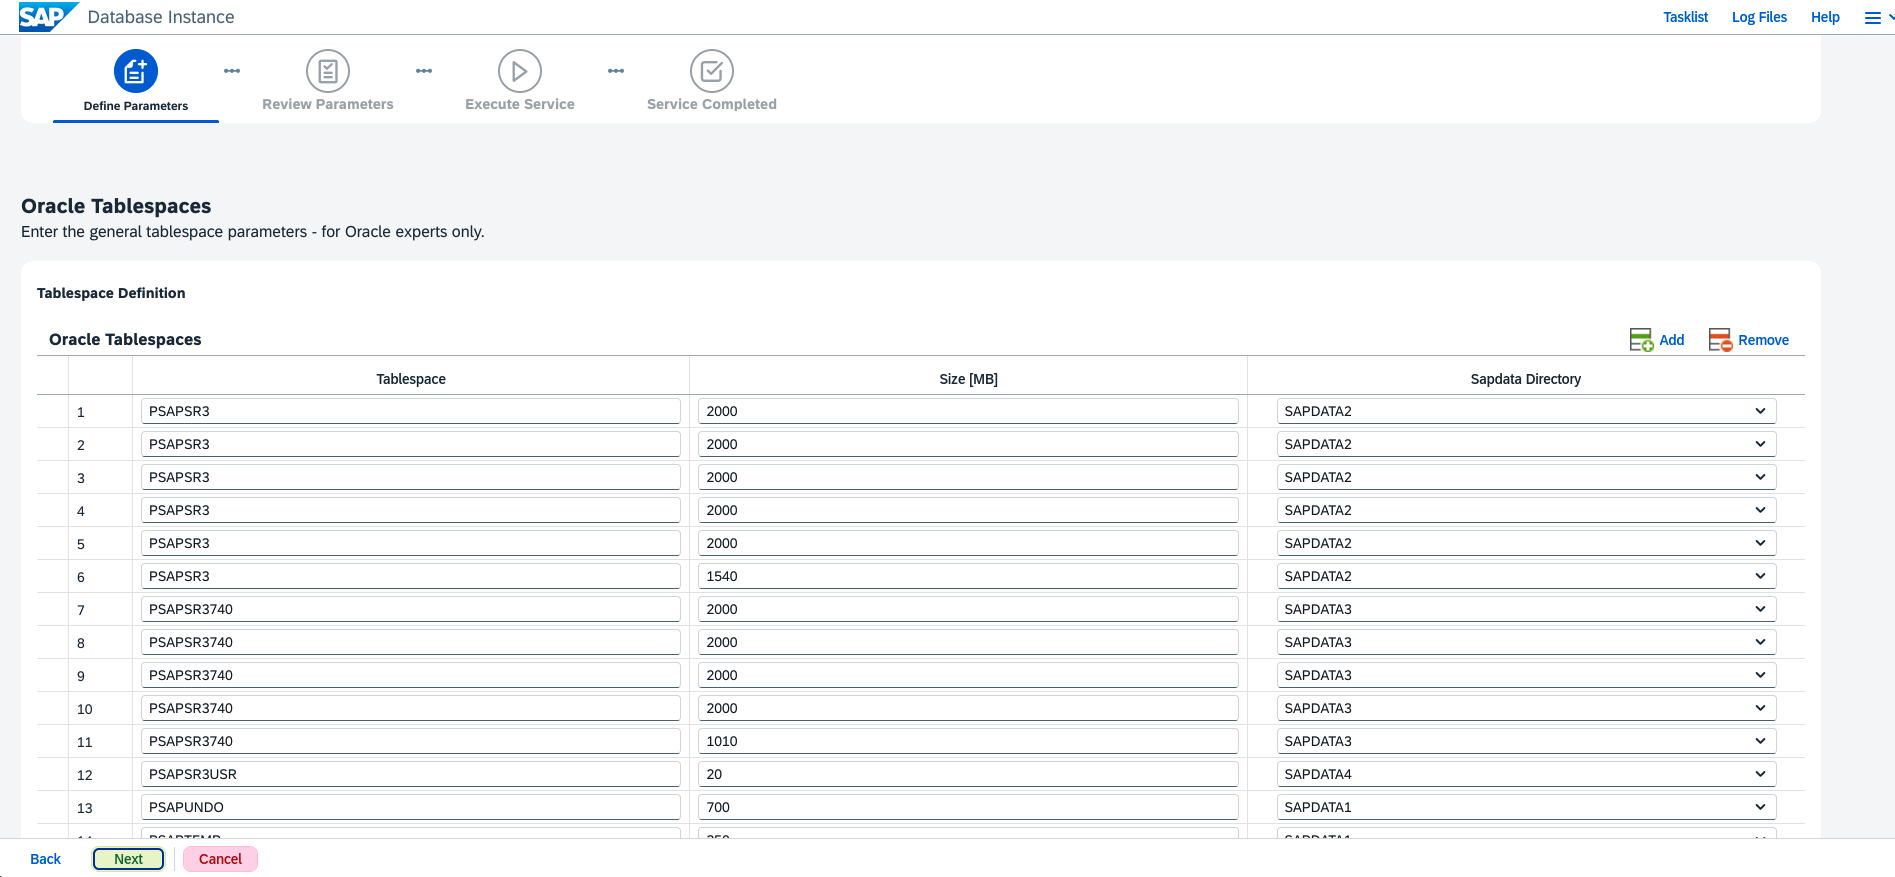 SAP Database Instance Tasklist Log Files Help
Define Parameters Review Parameters Execute Service Service Completed
Oracle Tablespaces
Enter the general tablespace parameters - for Oracle experts only.
Tablespace Definition
Oracle Tablespaces Add Remove
Tablespace Size [MB] Sapdata Directory
1 PSAPSR3 2000 SAPDATA2
2 PSAPSR3 2000 SAPDATA2
3 PSAPSR3 2000 SAPDATA2
4 PSAPSR3 2000 SAPDATA2
5 PSAPSR3 2000 SAPDATA2
6 PSAPSR3 1540 SAPDATA2
7 PSAPSR3740 2000 SAPDATA3
8 PSAPSR3740 2000 SAPDATA3
9 PSAPSR3740 2000 SAPDATA3
10 PSAPSR3740 2000 SAPDATA3
11 PSAPSR3740 1010 SAPDATA3
12 PSAPSR3USR 20 SAPDATA4
13 PSAPUNDO 700 SAPDATA1
Back Next Cancel